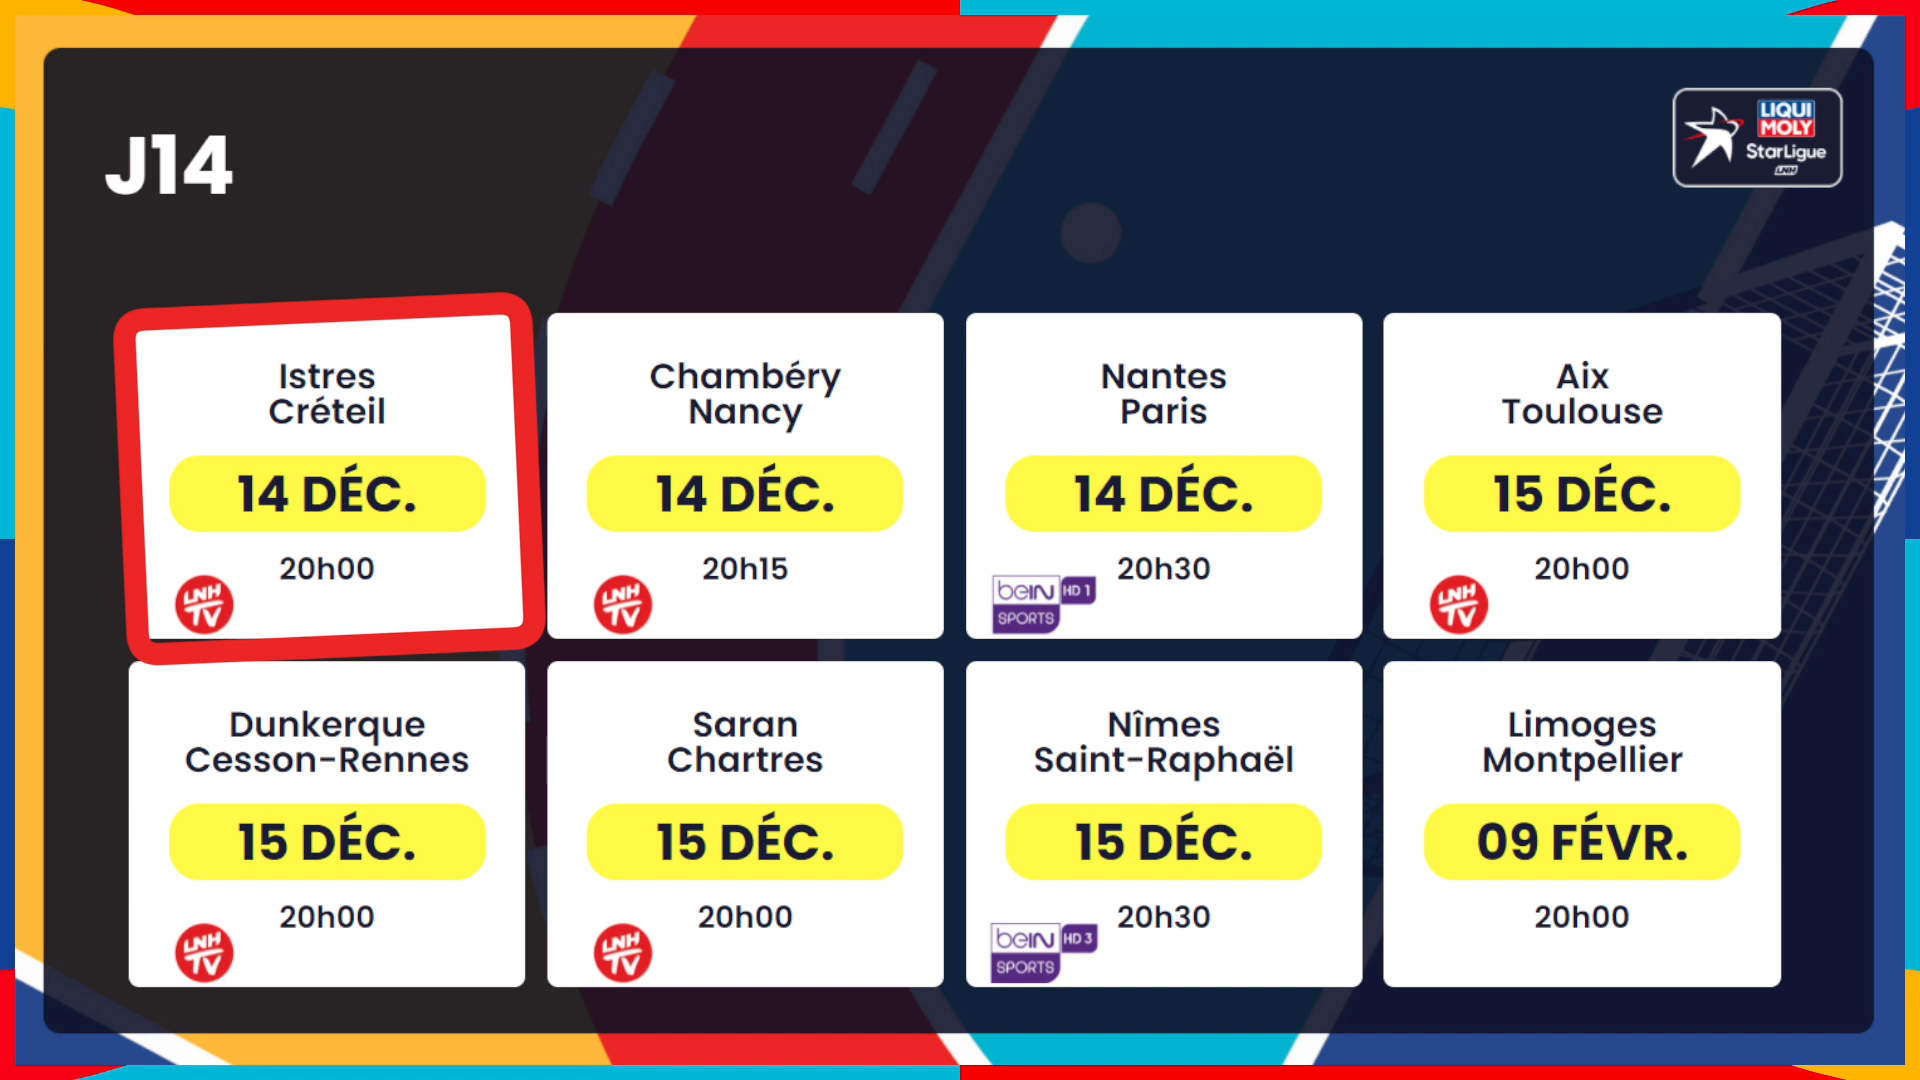 J14
LIQUI
MOLY
StarLigue
LNH
Istres
Créteil
14 DÉC.
20h00
LNH
TV
Chambéry
Nancy
14 DÉC.
20h15
LNH
TV
Nantes
Paris
14 DÉC.
20h30
beIN HD 1
SPORTS
Aix
Toulouse
15 DÉC.
20h00
LNH
TV
Dunkerque
Cesson-Rennes
15 DÉC.
20h00
LNH
TV
Saran
Chartres
15 DÉC.
20h00
LNH
TV
Nîmes
Saint-Raphaël
15 DÉC.
20h30
beIN HD 3
SPORTS
Limoges
Montpellier
09 FÉVR.
20h00